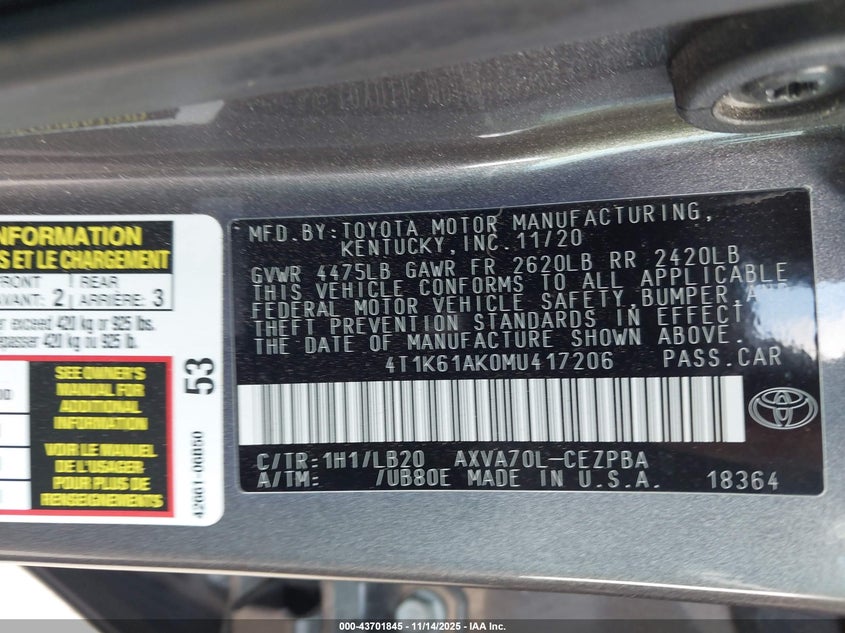 MFD. BY: TOYOTA MOTOR MANUFACTURING,
KENTUCKY, INC. 11/20
GVWR 4475LB GAWR FR 2620LB RR 2420LB
THIS VEHICLE CONFORMS TO ALL APPLICABLE
FEDERAL MOTOR VEHICLE SAFETY, BUMPER, AND
THEFT PREVENTION STANDARDS IN EFFECT ON
THE DATE OF MANUFACTURE SHOWN ABOVE.
4T1K61AK0MU417206 PASS.CAR
C/TR: 1H1/LB20 AXVA70L-CEZPBA
A/TM: /UB80E MADE IN U.S.A. 18364
INFORMATION
ET LE CHARGEMENT
FRONT
AVANT: 2
REAR
ARRIÈRE: 3
exceed 420 kg or 925 lbs.
420 kg ou 925 lb.
SEE OWNER'S
MANUAL FOR
ADDITIONAL
INFORMATION
VOIR LE MANUEL
DE L'USAGER
POUR PLUS DE
RENSEIGNEMENTS
53
42661-06B50
000-43701845 - 11/14/2025 - IAA Inc.